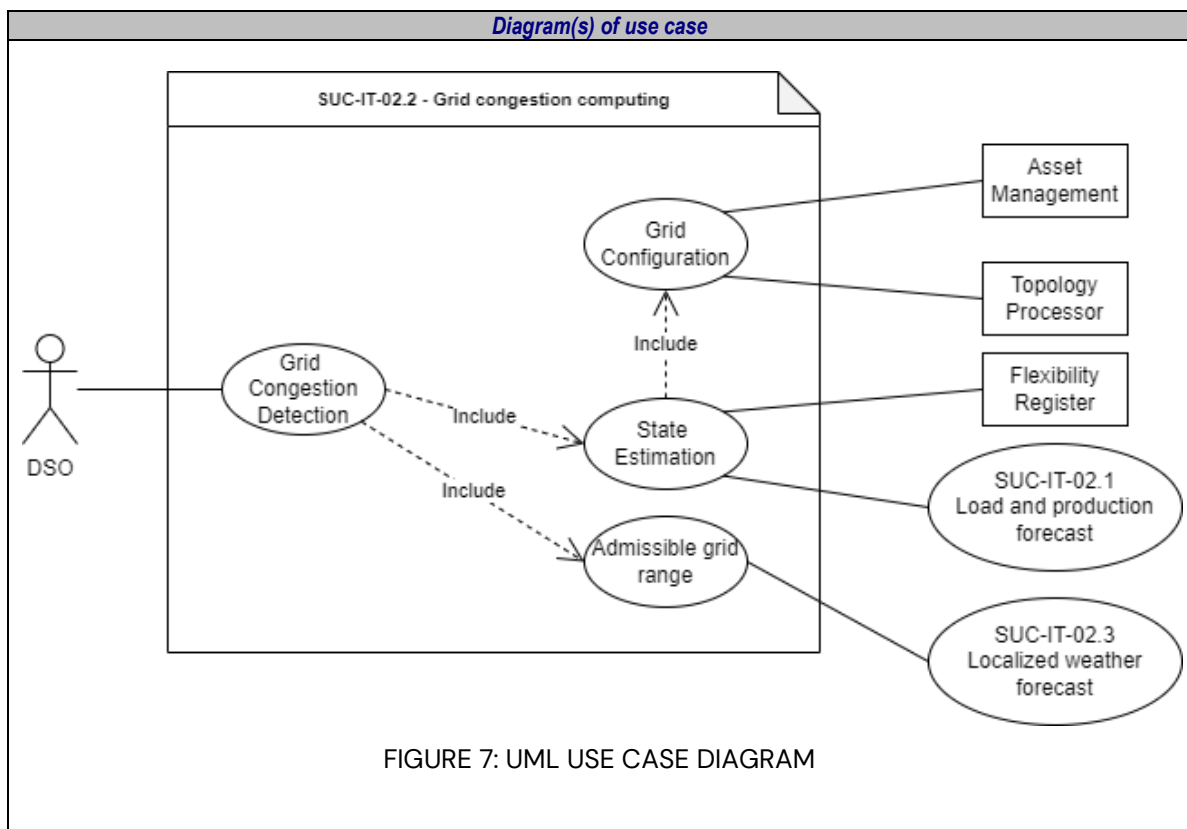 Diagram(s) of use case
SUC-IT-02.2 - Grid congestion computing
Asset
Management
Grid
Configuration
Topology
Processor
Include
Grid
Congestion
Detection
Flexibility
Register
Include
State
Estimation
DSO
SUC-IT-02.1
Load and production
forecast
Include
Admissible grid
range
SUC-IT-02.3
Localized weather
forecast
FIGURE 7: UML USE CASE DIAGRAM